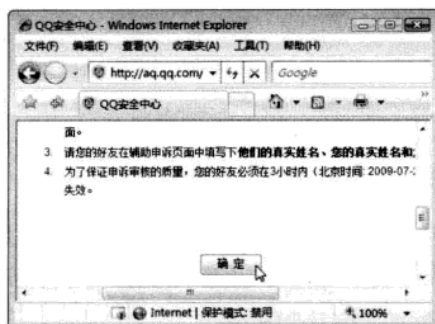 QQ安全中心 - Windows Internet Explorer
文件(F) 编辑(E) 查看(V) 收藏夹(A) 工具(T) 帮助(H)
http://aq.qq.com/ Google
QQ安全中心
面。
3. 请您的好友在辅助申诉页面中填写下他们的真实姓名、您的真实姓名和
4. 为了保证申诉审核的质量，您的好友必须在3小时内（北京时间: 2009-07-
失效。
确 定
Internet | 保护模式: 禁用 100%